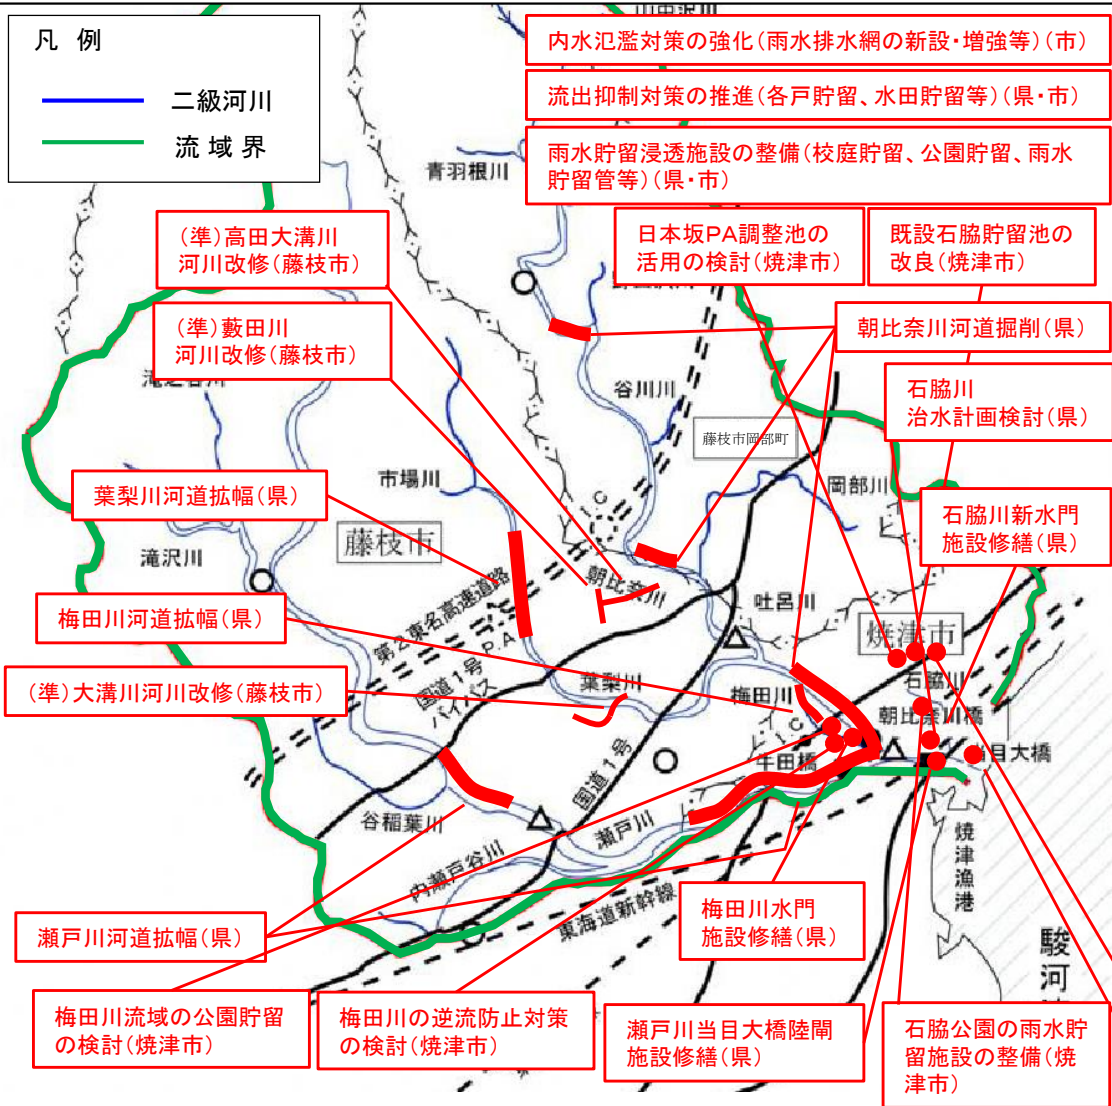 凡 例
二級河川
流域界
内水氾濫対策の強化(雨水排水網の新設・増強等)(市)
流出抑制対策の推進(各戸貯留、水田貯留等)(県・市)
雨水貯留浸透施設の整備(校庭貯留、公園貯留、雨水
貯留管等)(県・市)
青羽根川
(準)高田大溝川
河川改修(藤枝市)
日本坂PA調整池の
活用の検討(焼津市)
既設石脇貯留池の
改良(焼津市)
(準)藪田川
河川改修(藤枝市)
朝比奈川河道掘削(県)
谷川川
石脇川
治水計画検討(県)
藤枝市岡部町
葉梨川河道拡幅(県)
市場川
岡部川
石脇川新水門
施設修繕(県)
藤枝市
I.C
滝沢川
朝比奈川
第2東名高速道路
P.A
吐呂川
焼津市
梅田川河道拡幅(県)
国道1号
バイパス
葉梨川
梅田川
石脇川
朝比奈川橋
(準)大溝川河川改修(藤枝市)
I.C
牛田橋
当目大橋
国道1号
谷稲葉川
瀬戸川
内瀬戸谷川
焼津漁港
東海道新幹線
瀬戸川河道拡幅(県)
梅田川水門
施設修繕(県)
駿河
梅田川流域の公園貯留
の検討(焼津市)
梅田川の逆流防止対策
の検討(焼津市)
瀬戸川当目大橋陸閘
施設修繕(県)
石脇公園の雨水貯
留施設の整備(焼
津市)